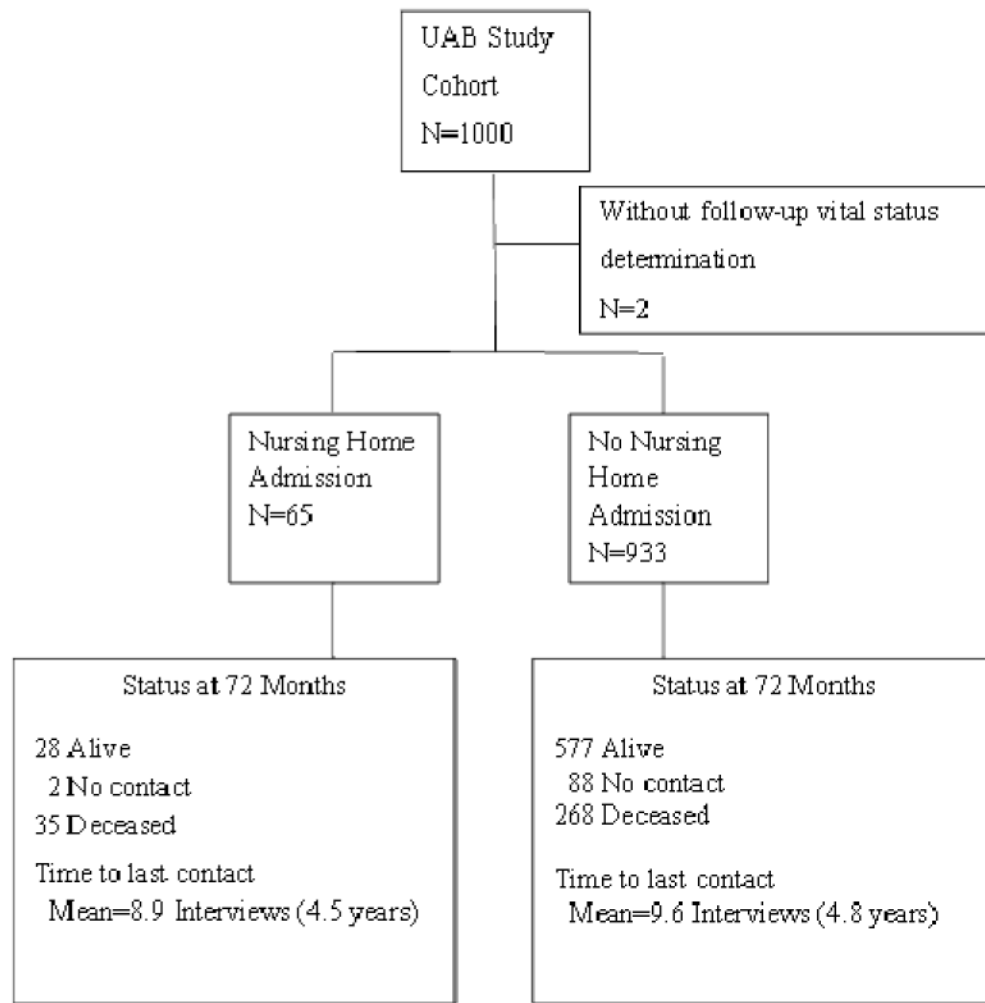 UAB Study
Cohort
N=1000
Without follow-up vital status
determination
N=2
Nursing Home
Admission
N=65
No Nursing
Home
Admission
N=933
Status at 72 Months
28 Alive
2 No contact
35 Deceased
Time to last contact
Mean=8.9 Interviews (4.5 years)
Status at 72 Months
577 Alive
88 No contact
268 Deceased
Time to last contact
Mean=9.6 Interviews (4.8 years)